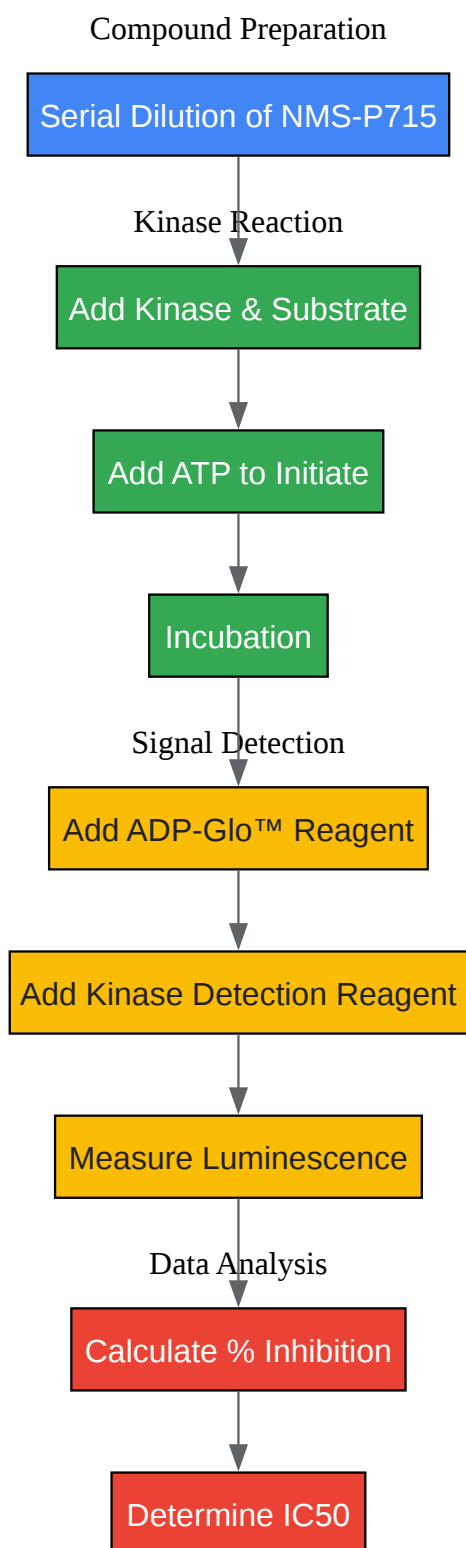 Compound Preparation
Serial Dilution of NMS-P715
Kinase Reaction
Add Kinase & Substrate
Add ATP to Initiate
Incubation
Signal Detection
Add ADP-Glo™ Reagent
Add Kinase Detection Reagent
Measure Luminescence
Data Analysis
Calculate % Inhibition
Determine IC50